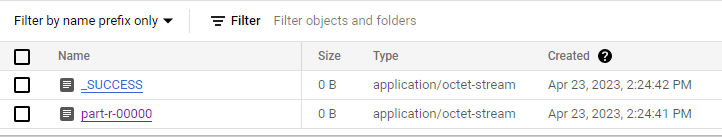 Filter by name prefix only Filter Filter objects and folders
Name Size Type Created
_SUCCESS 0 B application/octet-stream Apr 23, 2023, 2:24:42 PM
part-r-00000 0 B application/octet-stream Apr 23, 2023, 2:24:41 PM